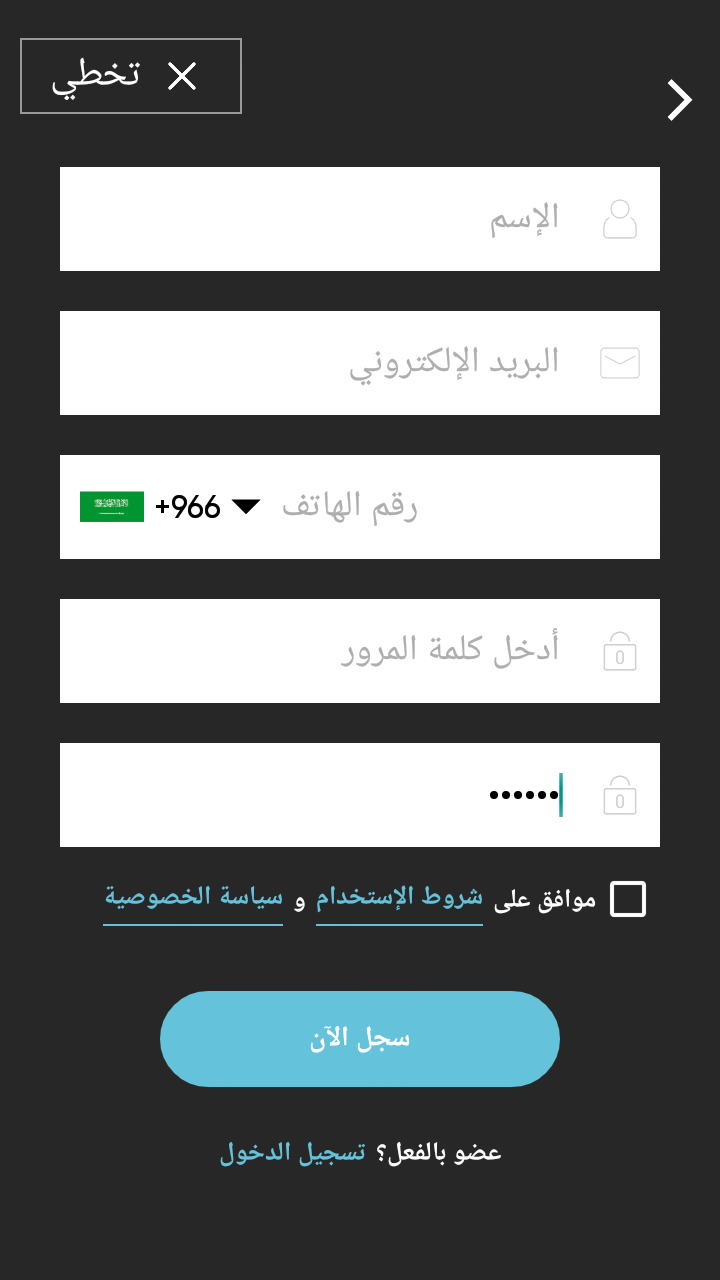 تخطي
الإسم
البريد الإلكتروني
رقم الهاتف +966
أدخل كلمة المرور
••••••
موافق على شروط الإستخدام و سياسة الخصوصية
سجل الآن
عضو بالفعل؟ تسجيل الدخول